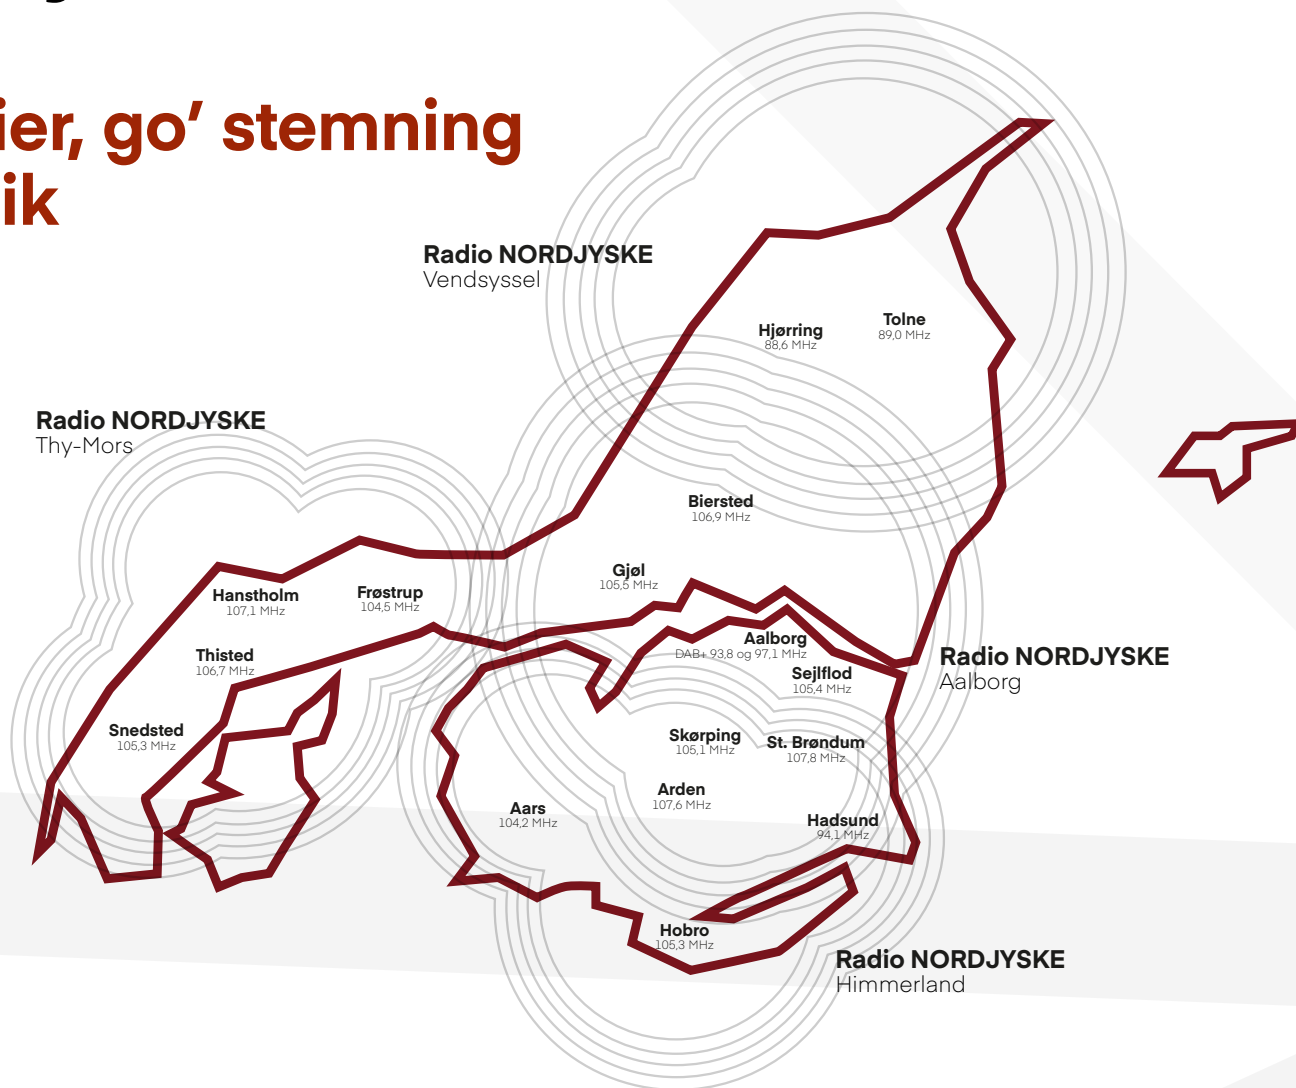 ier, go’ stemning
ik
Radio NORDJYSKE
Vendsyssel
Hjørring
88,6 MHz
Tolne
89,0 MHz
Radio NORDJYSKE
Thy-Mors
Biersted
106,9 MHz
Gjøl
105,5 MHz
Hanstholm
107,1 MHz
Frøstrup
104,5 MHz
Thisted
106,7 MHz
Snedsted
105,3 MHz
Aalborg
DAB+ 93,8 og 97,1 MHz
Sejlflod
105,4 MHz
Radio NORDJYSKE
Aalborg
Skørping
105,1 MHz
St. Brøndum
107,8 MHz
Arden
107,6 MHz
Aars
104,2 MHz
Hadsund
94,1 MHz
Hobro
105,3 MHz
Radio NORDJYSKE
Himmerland